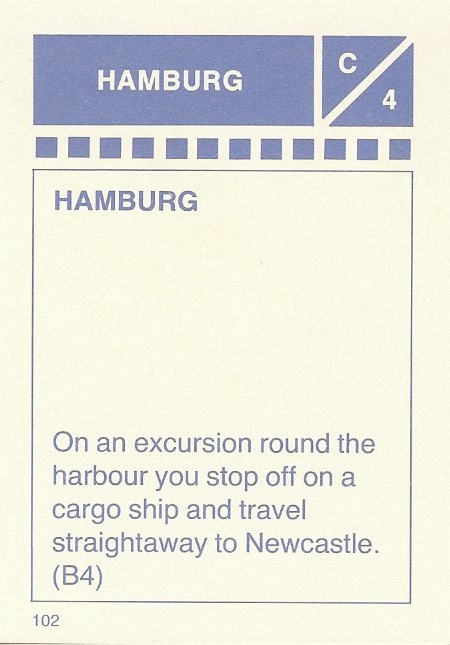 HAMBURG
C
4
HAMBURG
On an excursion round the
harbour you stop off on a
cargo ship and travel
straightaway to Newcastle.
(B4)
102